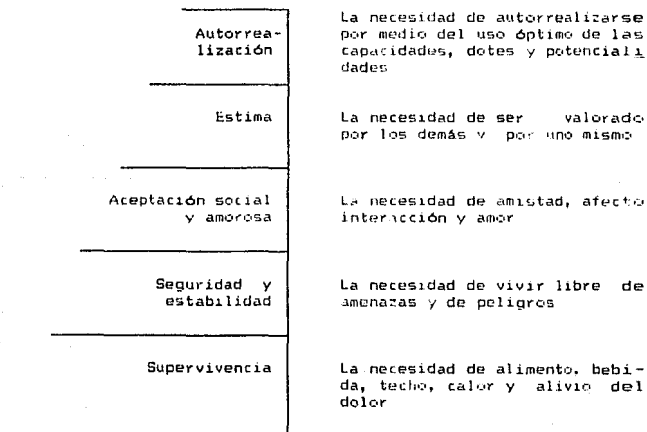 Autorrea-
lización
La necesidad de autorrealizarse
por medio del uso óptimo de las
capacidades, dotes y potenciali
dades
Estima
La necesidad de ser valorado
por los demás y por uno mismo
Aceptación social
y amorosa
La necesidad de amistad, afecto
interacción y amor
Seguridad y
estabilidad
La necesidad de vivir libre de
amenazas y de peligros
Supervivencia
La necesidad de alimento, bebi-
da, techo, calor y alivio del
dolor